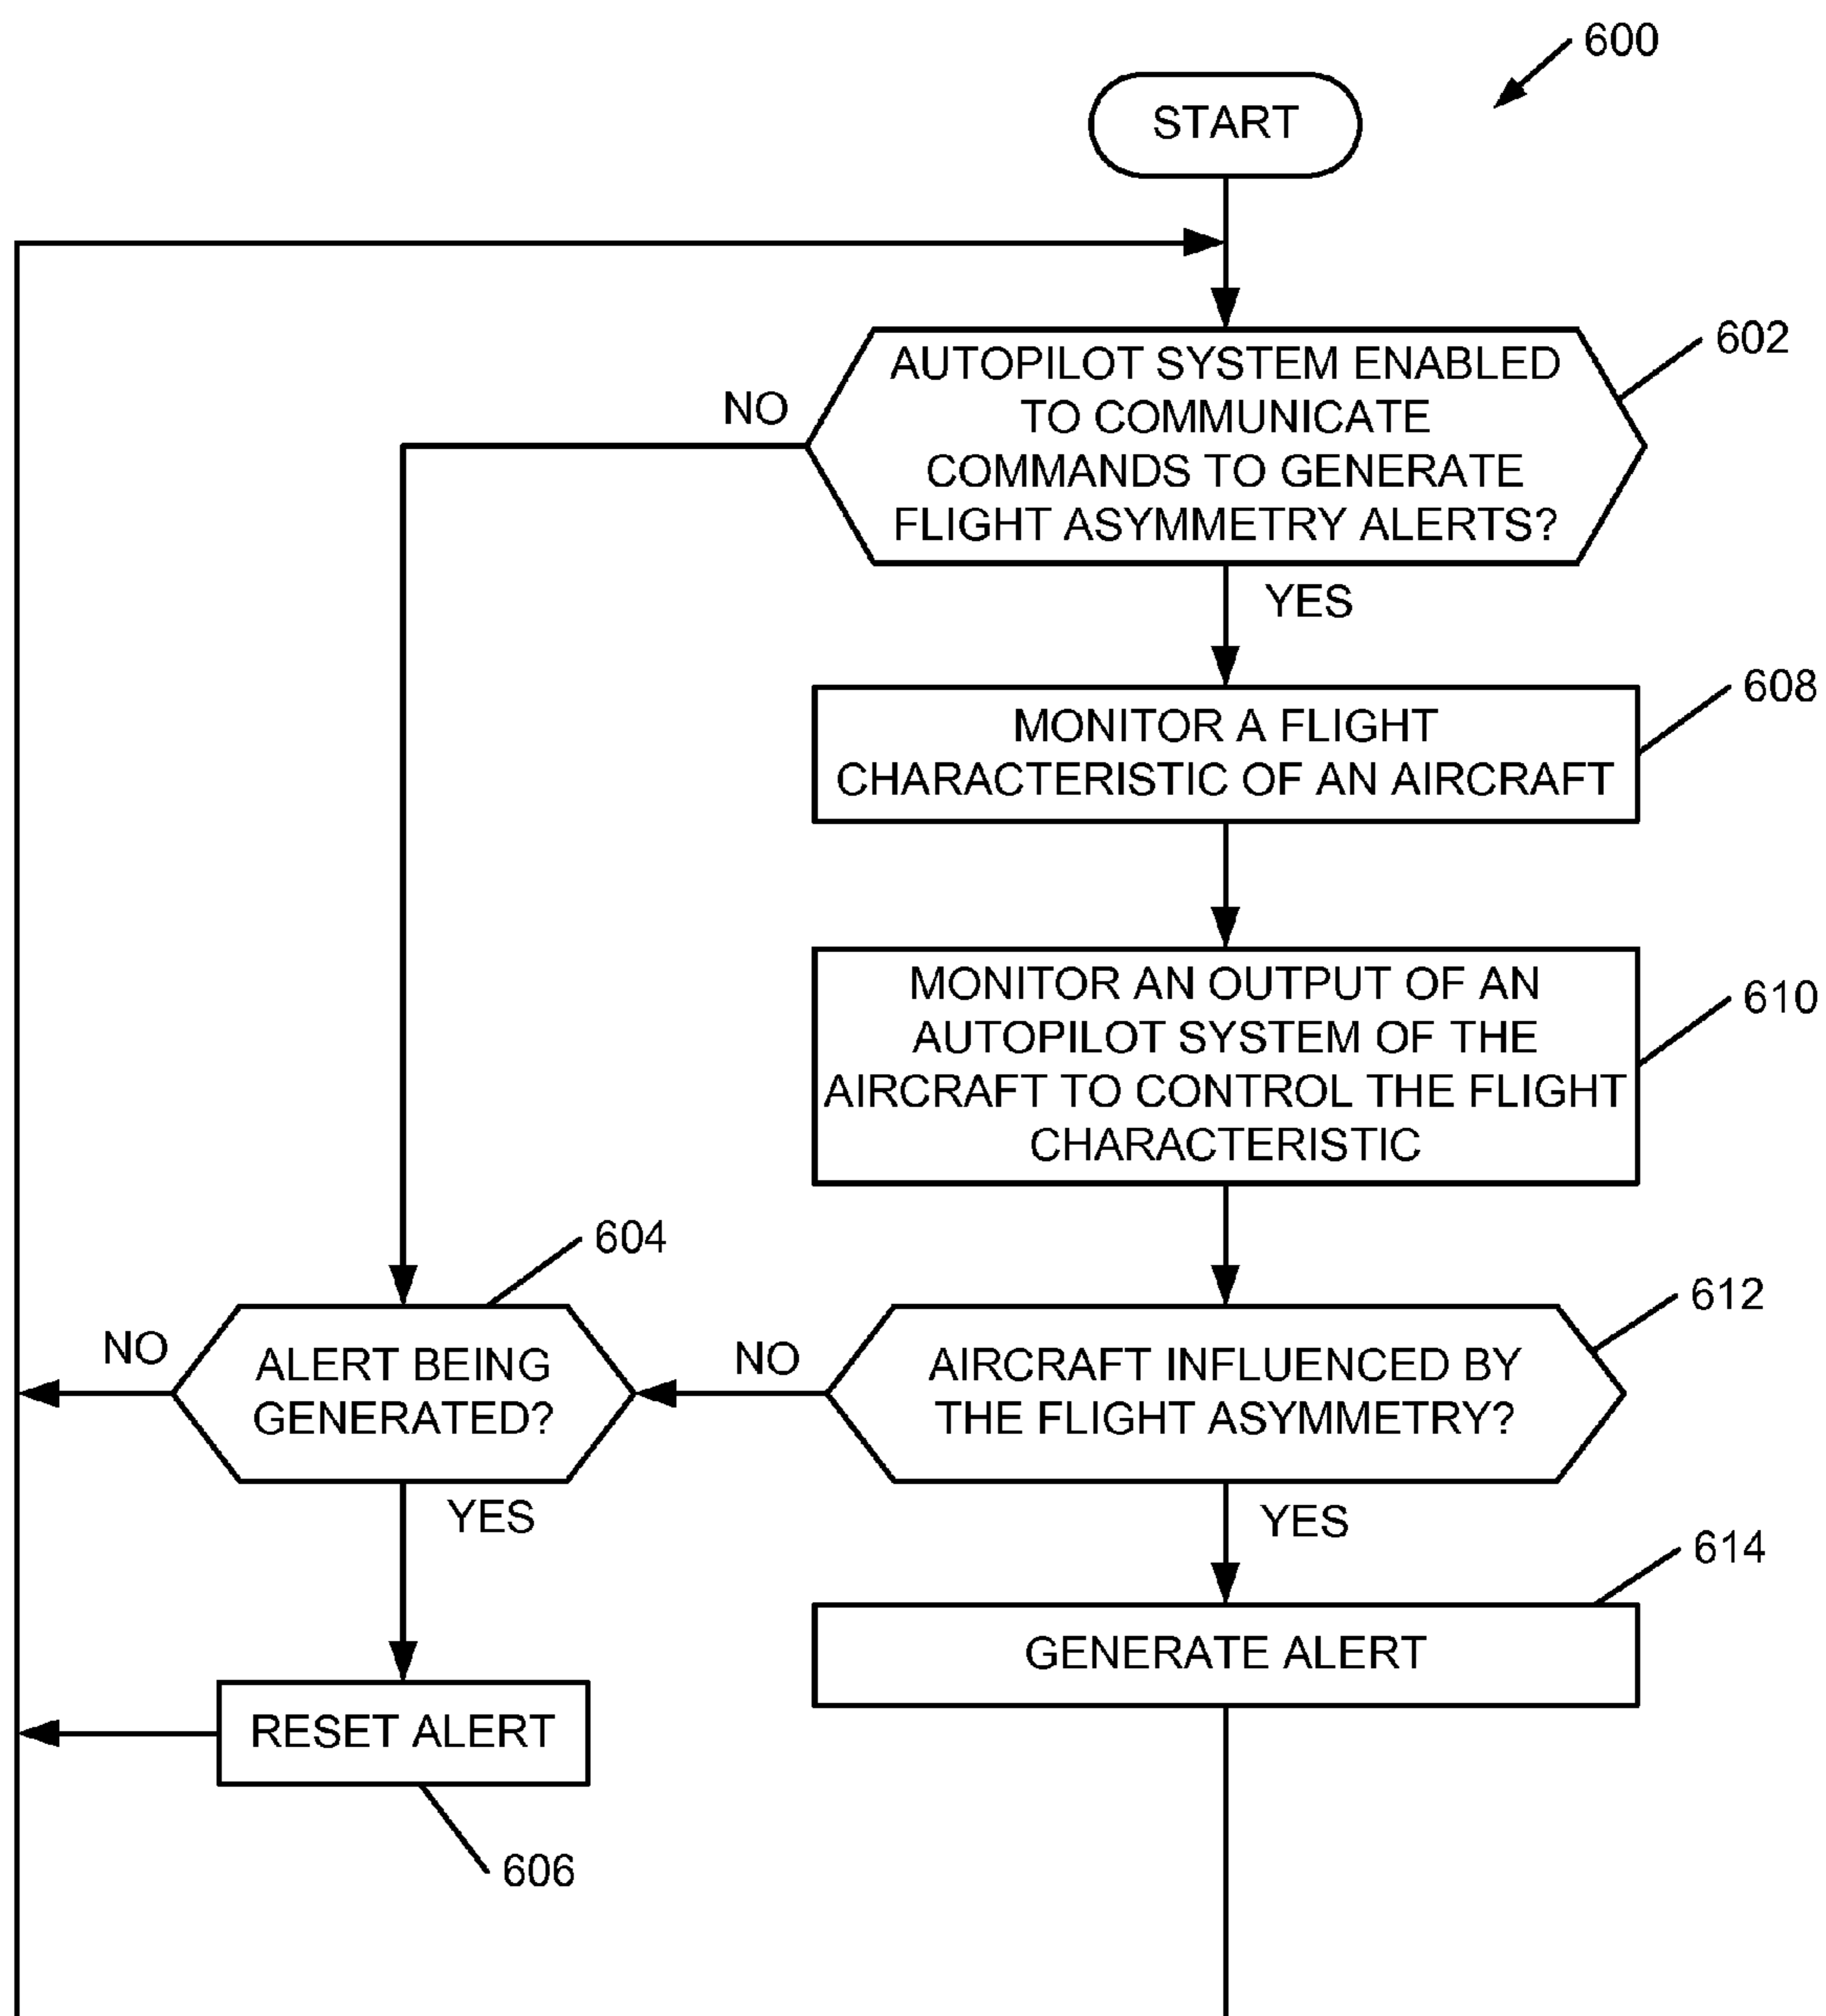 600
START
602
AUTOPILOT SYSTEM ENABLED
TO COMMUNICATE
COMMANDS TO GENERATE
FLIGHT ASYMMETRY ALERTS?
NO
YES
608
MONITOR A FLIGHT
CHARACTERISTIC OF AN AIRCRAFT
610
MONITOR AN OUTPUT OF AN
AUTOPILOT SYSTEM OF THE
AIRCRAFT TO CONTROL THE FLIGHT
CHARACTERISTIC
604
612
NO
ALERT BEING
GENERATED?
NO
AIRCRAFT INFLUENCED BY
THE FLIGHT ASYMMETRY?
YES
YES
614
GENERATE ALERT
RESET ALERT
606